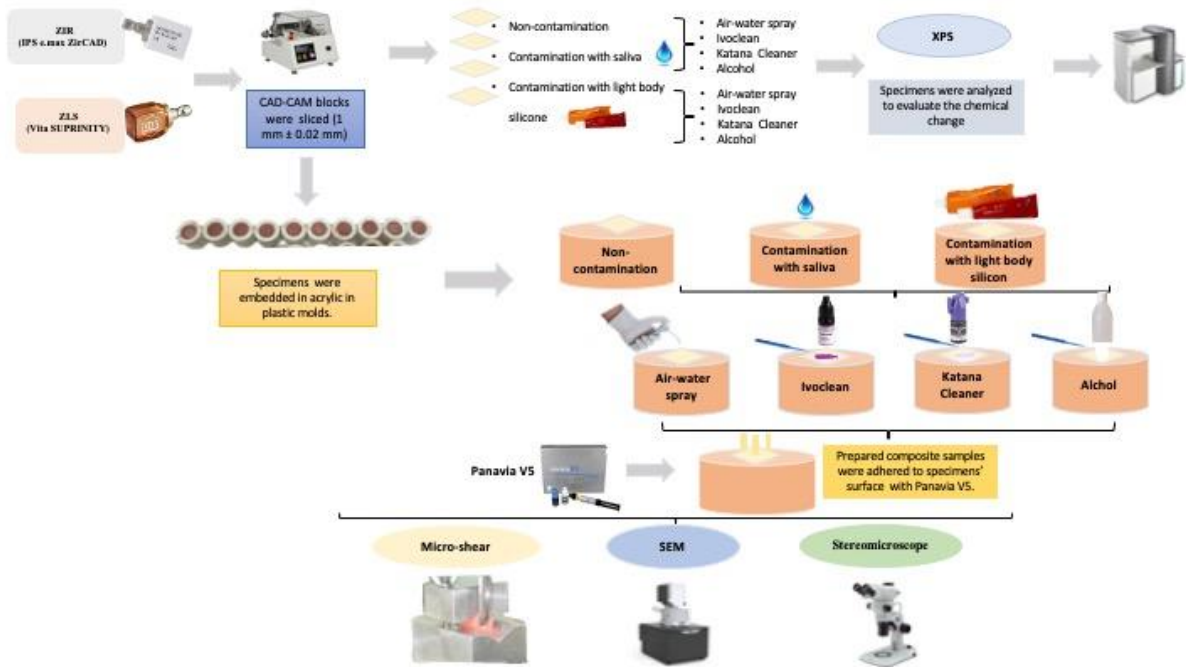 ZIR
(IPS e.max ZirCAD)
ZLS
(Vita SUPRINITY)
CAD-CAM blocks
were sliced (1
mm ± 0.02 mm)
• Non-contamination
• Contamination with saliva
• Contamination with light body
silicone
• Air-water spray
• Ivoclean
• Katana Cleaner
• Alcohol
• Air-water spray
• Ivoclean
• Katana Cleaner
• Alcohol
XPS
Specimens were analyzed
to evaluate the chemical
change
Specimens were
embedded in acrylic in
plastic molds.
Non-
contamination
Contamination
with saliva
Contamination
with light body
silicon
Air-water
spray
Ivoclean
Katana
Cleaner
Alchol
Panavia V5
Prepared composite samples
were adhered to specimens'
surface with Panavia V5.
Micro-shear
SEM
Stereomicroscope